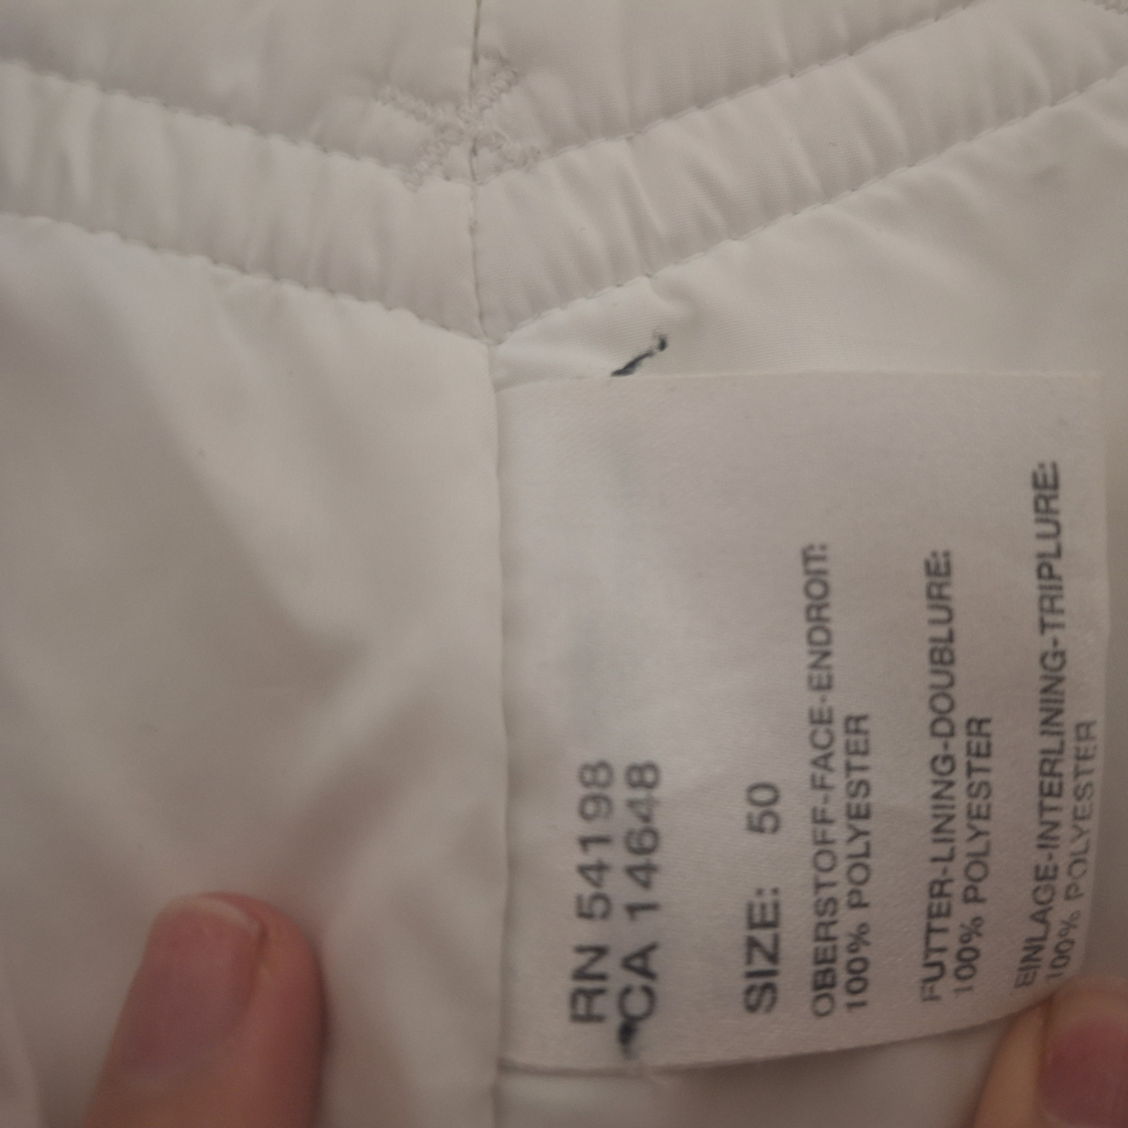 RN 54198
CA 14648
SIZE: 50
OBERSTOFF-FACE-ENDROIT:
100% POLYESTER
FUTTER-LINING-DOUBLURE:
100% POLYESTER
EINLAGE-INTERLINING-TRIPLURE:
100% POLYESTER